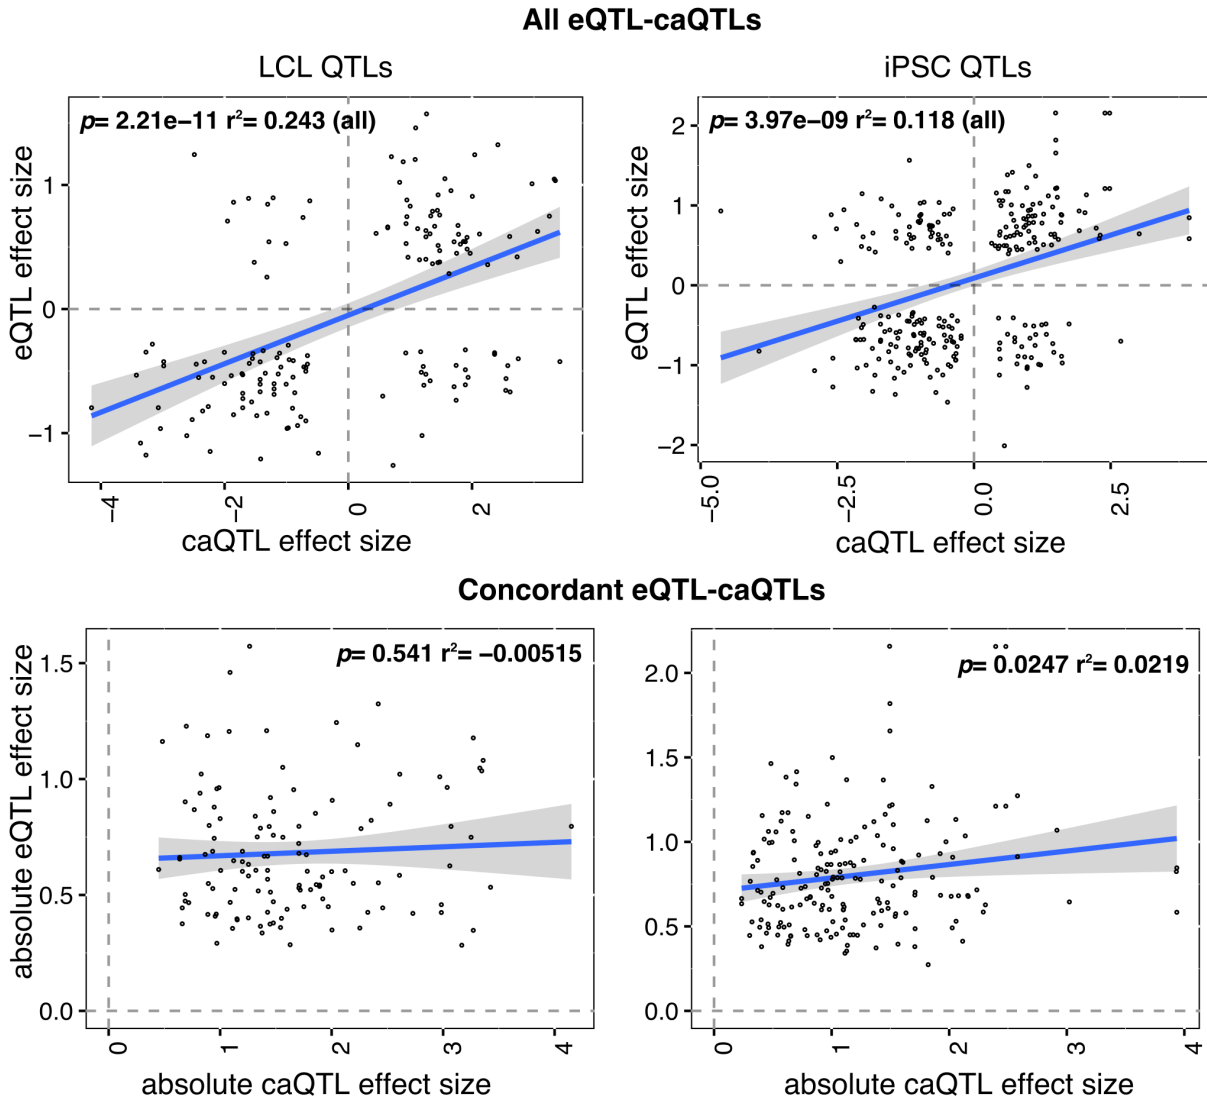 All eQTL-caQTLs
LCL QTLs
iPSC QTLs
p= 2.21e−11 r²= 0.243 (all)
eQTL effect size
1
0
−1
−4
−2
0
2
caQTL effect size
p= 3.97e−09 r²= 0.118 (all)
eQTL effect size
2
1
0
−1
−2
−5.0
−2.5
0.0
2.5
caQTL effect size
Concordant eQTL-caQTLs
p= 0.541 r²= −0.00515
absolute eQTL effect size
1.5
1.0
0.5
0.0
0
1
2
3
4
absolute caQTL effect size
p= 0.0247 r²= 0.0219
2.0
1.5
1.0
0.5
0.0
0
1
2
3
4
absolute caQTL effect size